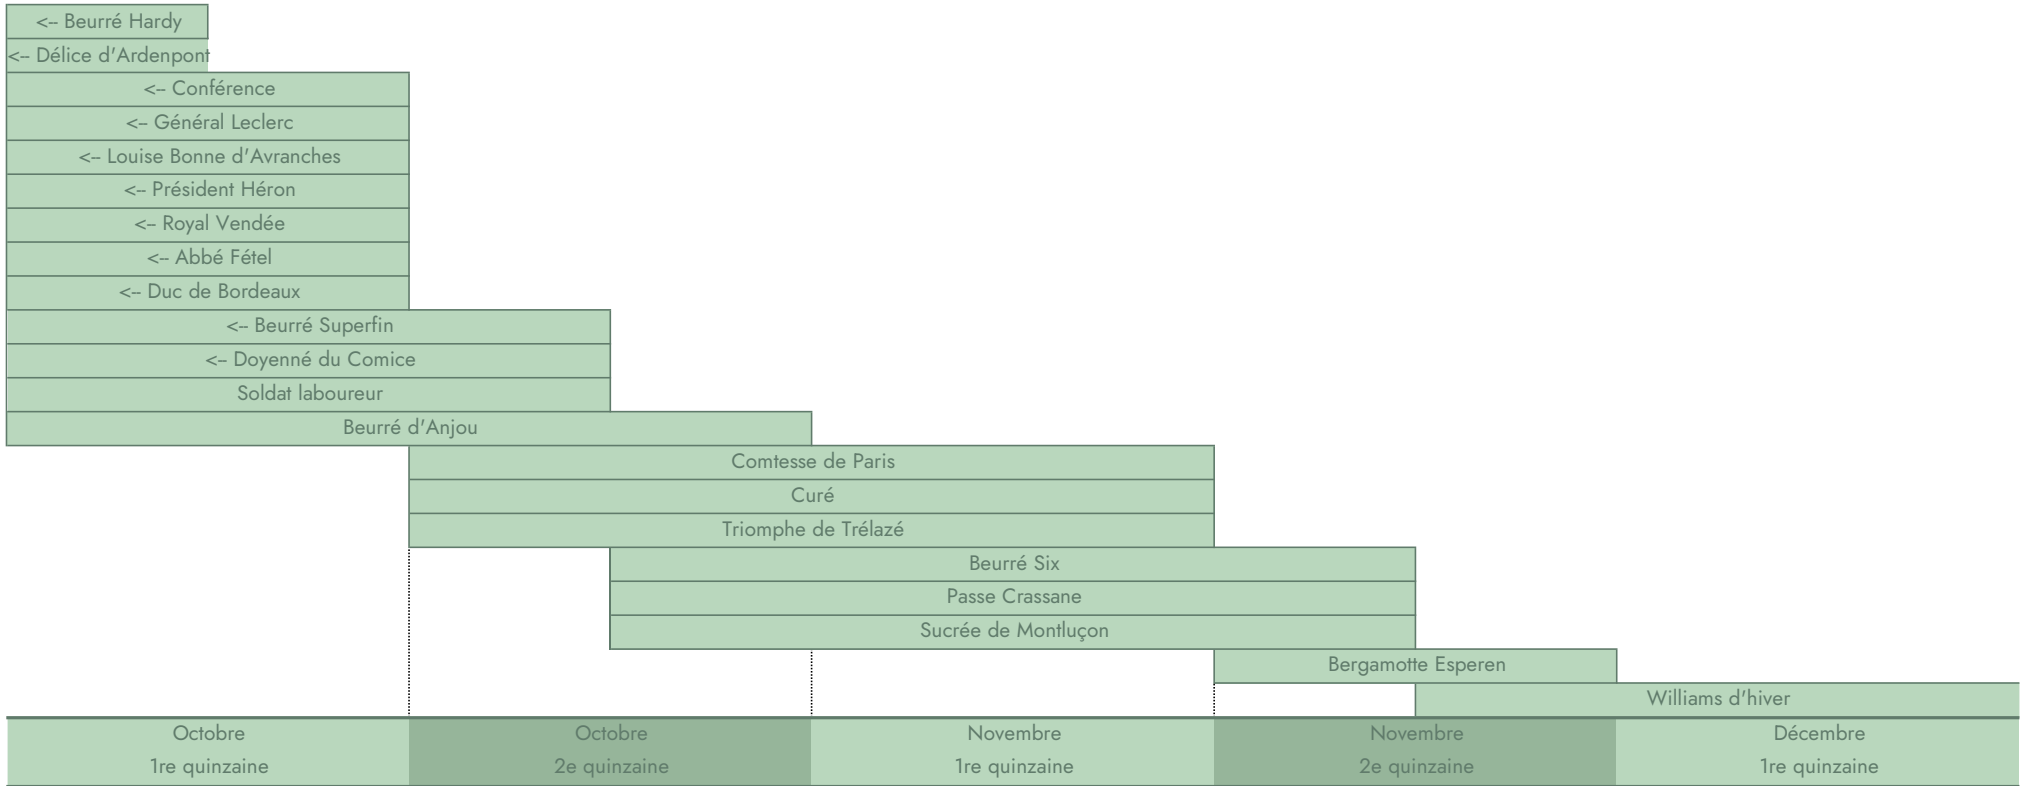 <-- Beurré Hardy
<-- Délice d'Ardenpont
<-- Conférence
<-- Général Leclerc
<-- Louise Bonne d'Avranches
<-- Président Héron
<-- Royal Vendée
<-- Abbé Fétel
<-- Duc de Bordeaux
<-- Beurré Superfin
<-- Doyenné du Comice
Soldat laboureur
Beurré d'Anjou
Comtesse de Paris
Curé
Triomphe de Trélazé
Beurré Six
Passe Crassane
Sucrée de Montluçon
Bergamotte Esperen
Williams d'hiver
Octobre Octobre Novembre Novembre Décembre
1re quinzaine 2e quinzaine 1re quinzaine 2e quinzaine 1re quinzaine